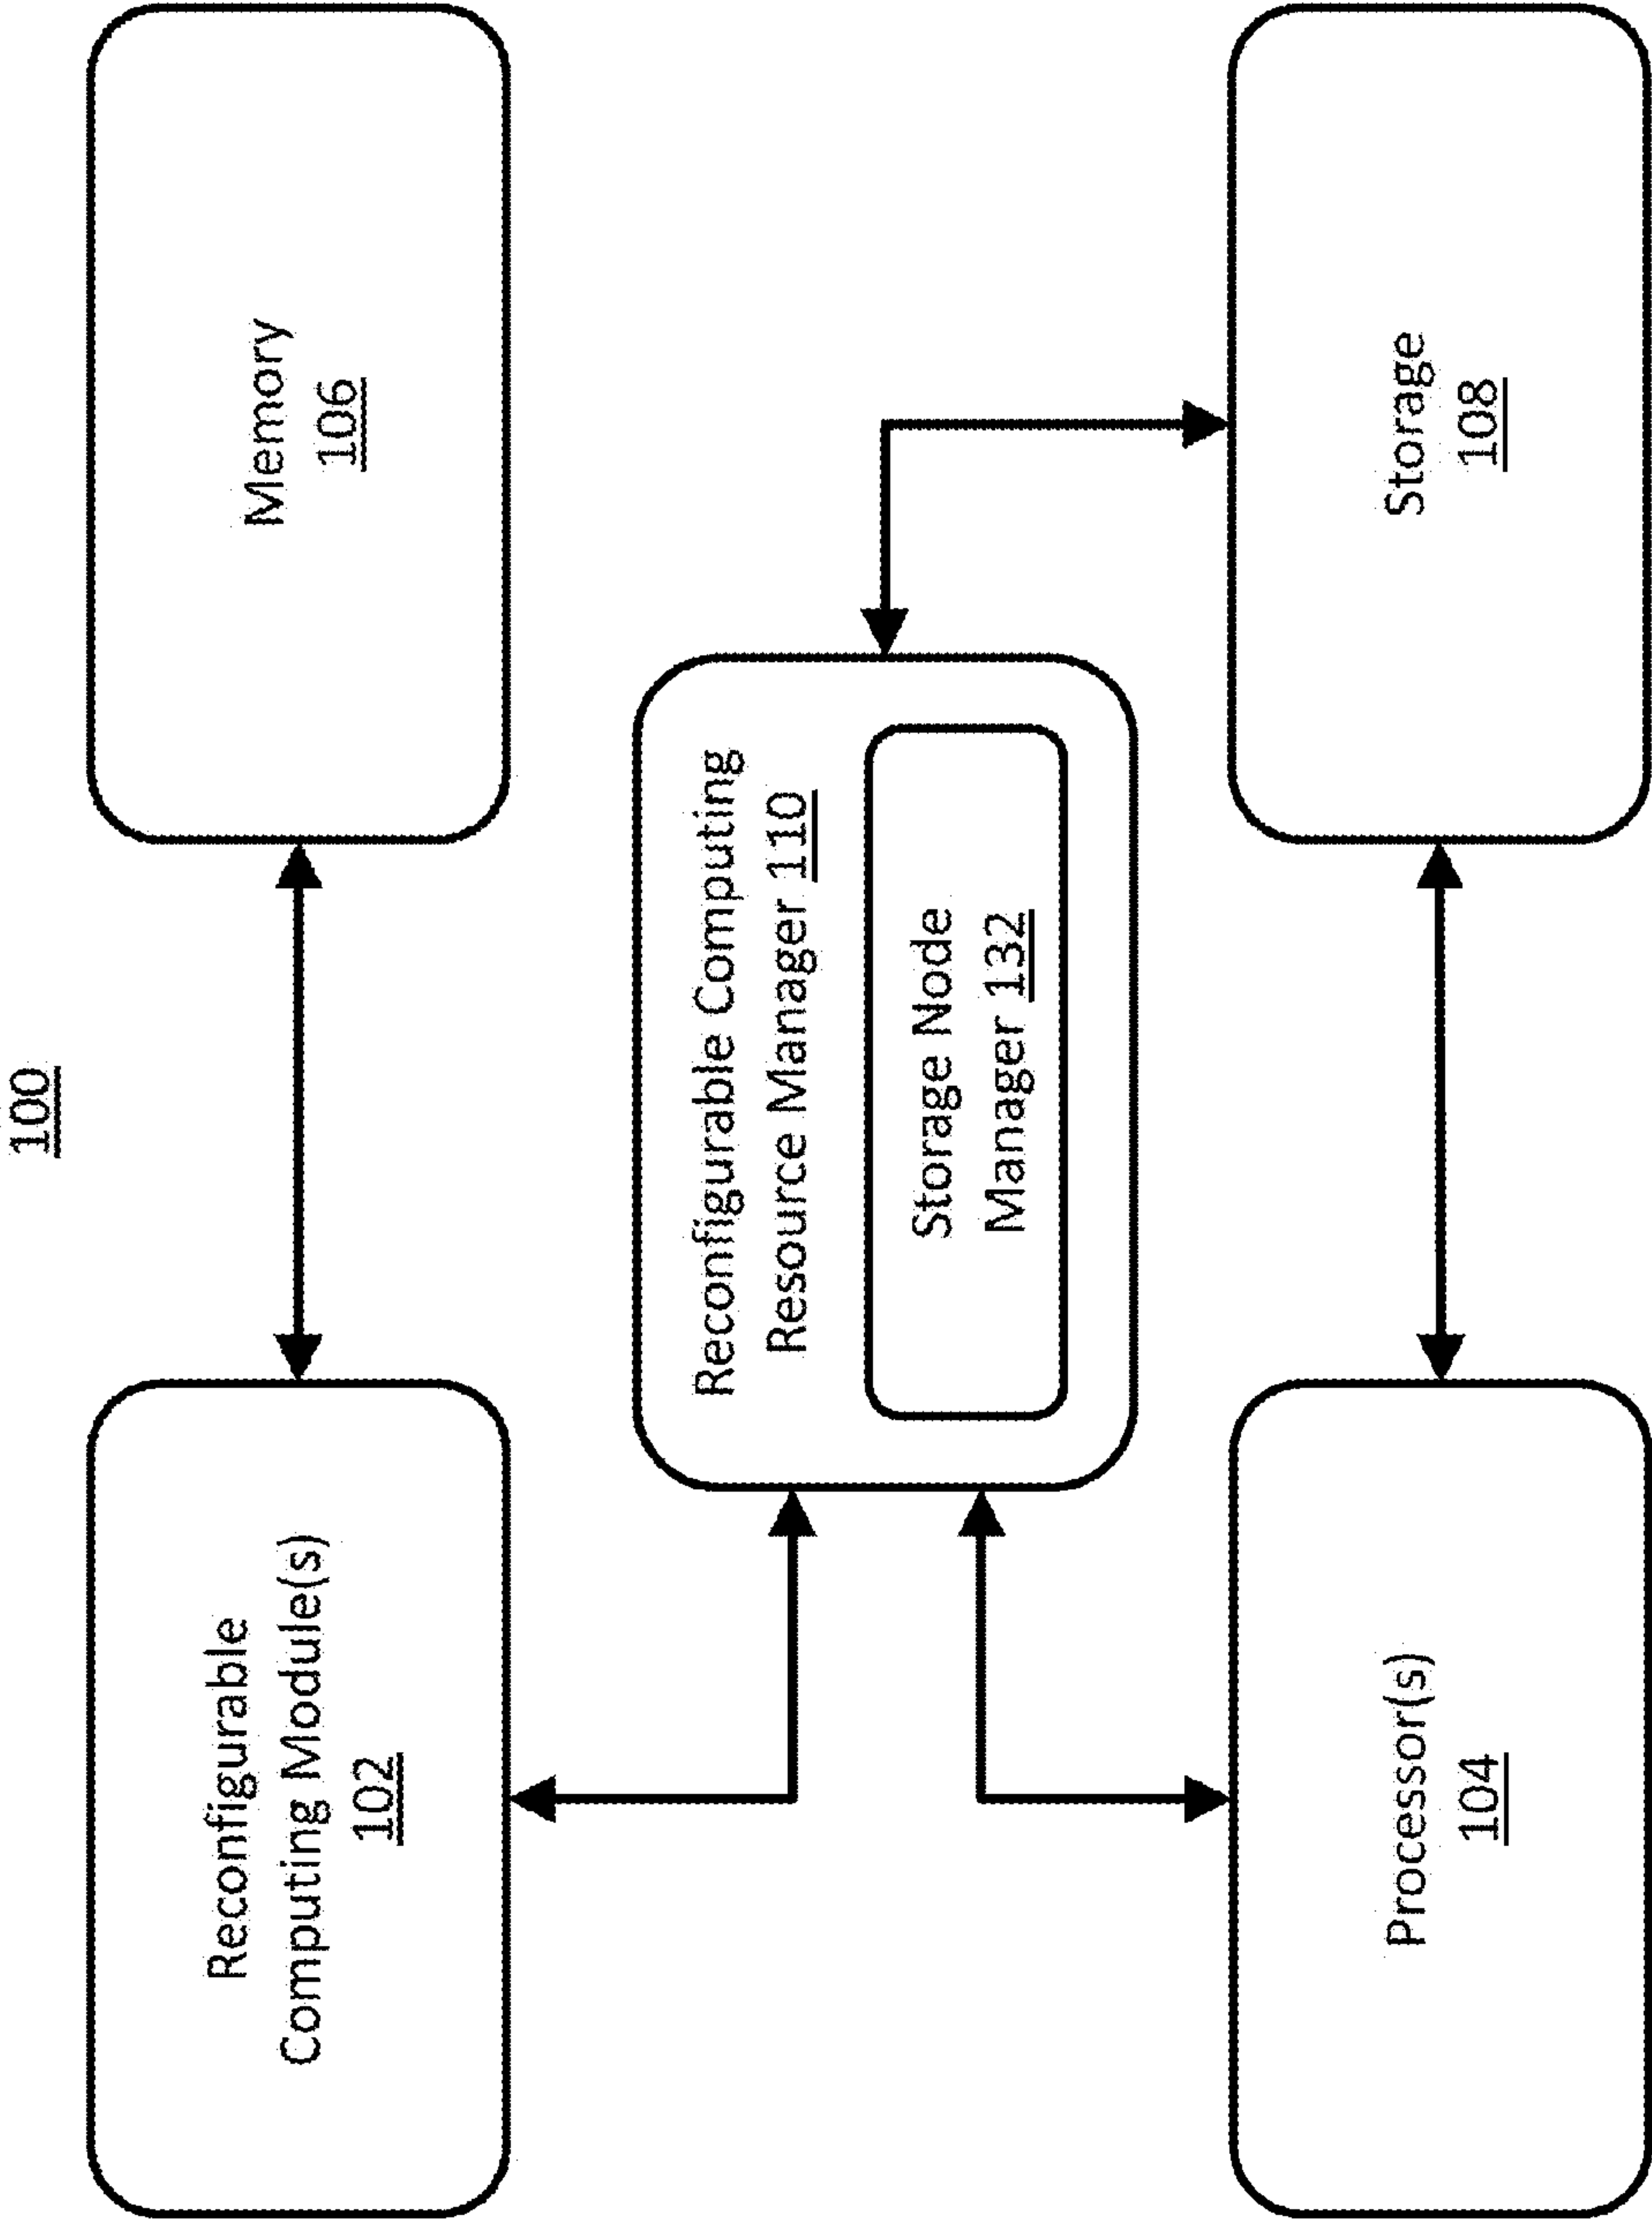 100
Reconfigurable
Computing Module(s)
102
Memory
106
Reconfigurable Computing
Resource Manager 110
Storage Node
Manager 132
Processor(s)
104
Storage
108